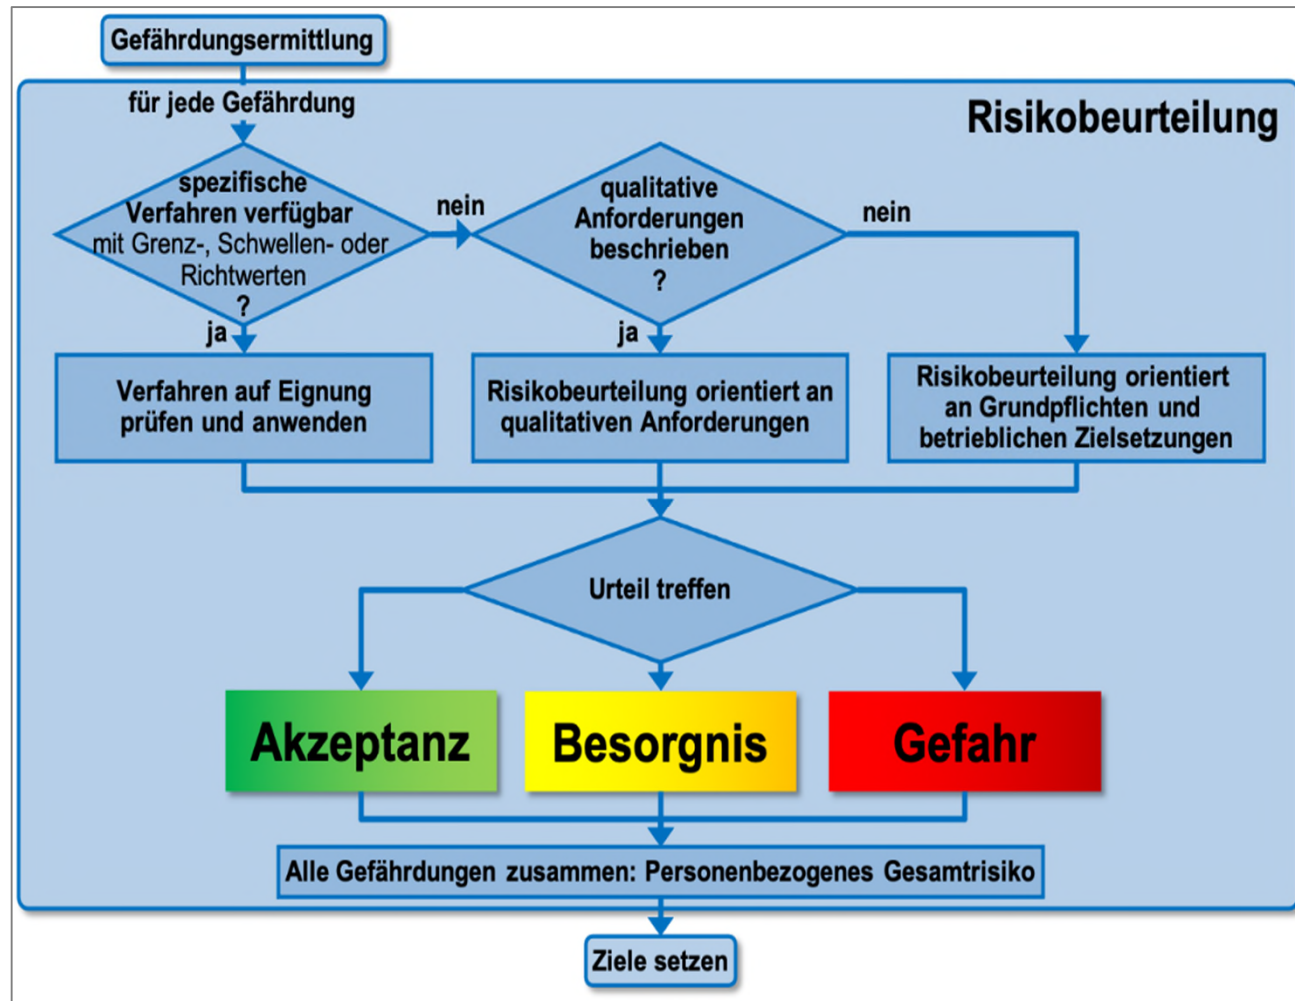 Gefährdungsermittlung
für jede Gefährdung
Risikobeurteilung
spezifische
Verfahren verfügbar
mit Grenz-, Schwellen- oder
Richtwerten
?
nein
qualitative
Anforderungen
beschrieben
?
nein
ja
ja
Verfahren auf Eignung
prüfen und anwenden
Risikobeurteilung orientiert an
qualitativen Anforderungen
Risikobeurteilung orientiert
an Grundpflichten und
betrieblichen Zielsetzungen
Urteil treffen
Akzeptanz
Besorgnis
Gefahr
Alle Gefährdungen zusammen: Personenbezogenes Gesamtrisiko
Ziele setzen